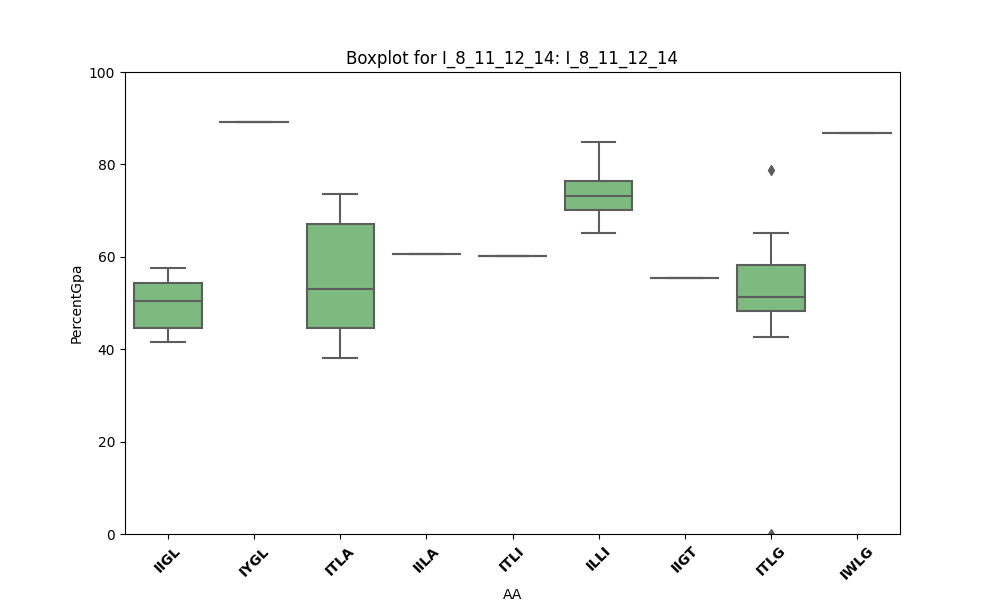 Boxplot for I_8_11_12_14: I_8_11_12_14
100
80
60
40
20
0
PercentGpa
IIGL
IYGL
ITLA
IILA
ITLI
ILLI
IIGT
ITLG
IWLG
AA